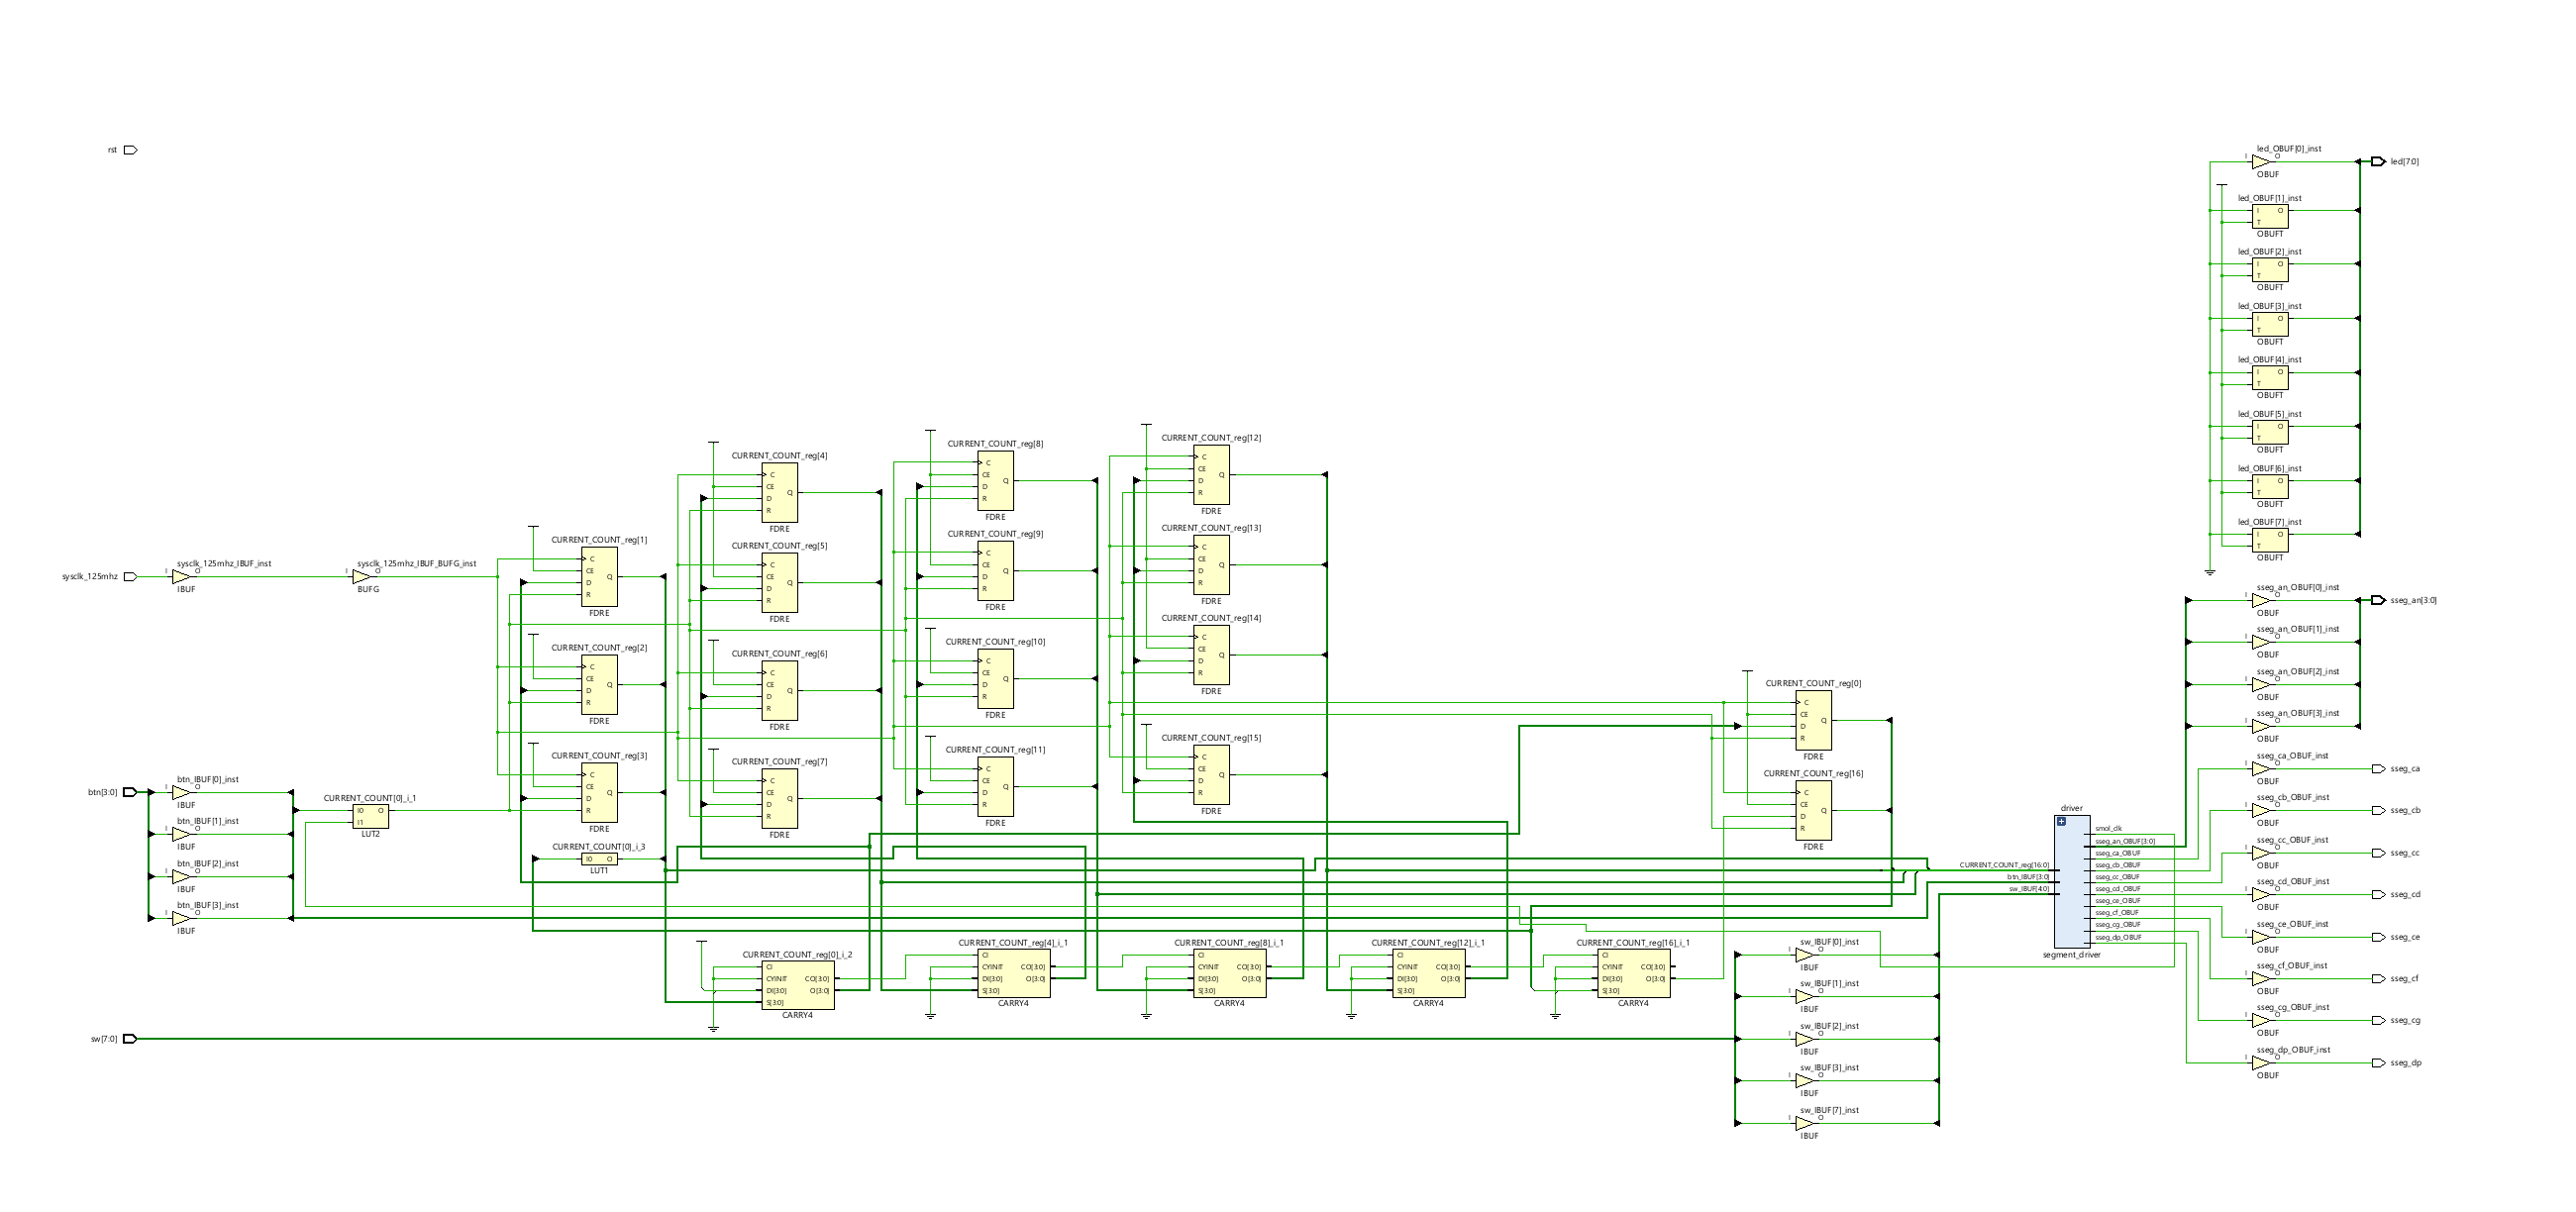 rst
sysclk_125mhz
sysclk_125mhz_IBUF_inst
I
O
IBUF
sysclk_125mhz_IBUF_BUFG_inst
I
O
BUFG
btn[3:0]
btn_IBUF[0]_inst
I
O
IBUF
btn_IBUF[1]_inst
I
O
IBUF
btn_IBUF[2]_inst
I
O
IBUF
btn_IBUF[3]_inst
I
O
IBUF
sw[7:0]
CURRENT_COUNT[0]_i_1
I0 O
I1
LUT2
CURRENT_COUNT_reg[1]
C
CE
D
R
Q
FDRE
CURRENT_COUNT_reg[2]
C
CE
D
R
Q
FDRE
CURRENT_COUNT_reg[3]
C
CE
D
R
Q
FDRE
CURRENT_COUNT[0]_i_3
I0 O
LUT1
CURRENT_COUNT_reg[4]
C
CE
D
R
Q
FDRE
CURRENT_COUNT_reg[5]
C
CE
D
R
Q
FDRE
CURRENT_COUNT_reg[6]
C
CE
D
R
Q
FDRE
CURRENT_COUNT_reg[7]
C
CE
D
R
Q
FDRE
CURRENT_COUNT_reg[8]
C
CE
D
R
Q
FDRE
CURRENT_COUNT_reg[9]
C
CE
D
R
Q
FDRE
CURRENT_COUNT_reg[10]
C
CE
D
R
Q
FDRE
CURRENT_COUNT_reg[11]
C
CE
D
R
Q
FDRE
CURRENT_COUNT_reg[12]
C
CE
D
R
Q
FDRE
CURRENT_COUNT_reg[13]
C
CE
D
R
Q
FDRE
CURRENT_COUNT_reg[14]
C
CE
D
R
Q
FDRE
CURRENT_COUNT_reg[15]
C
CE
D
R
Q
FDRE
CURRENT_COUNT_reg[0]
C
CE
D
R
Q
FDRE
CURRENT_COUNT_reg[16]
C
CE
D
R
Q
FDRE
CURRENT_COUNT_reg[0]_i_2
CI
CYINIT CO[3:0]
DI[3:0] O[3:0]
S[3:0]
CARRY4
CURRENT_COUNT_reg[4]_i_1
CI
CYINIT CO[3:0]
DI[3:0] O[3:0]
S[3:0]
CARRY4
CURRENT_COUNT_reg[8]_i_1
CI
CYINIT CO[3:0]
DI[3:0] O[3:0]
S[3:0]
CARRY4
CURRENT_COUNT_reg[12]_i_1
CI
CYINIT CO[3:0]
DI[3:0] O[3:0]
S[3:0]
CARRY4
CURRENT_COUNT_reg[16]_i_1
CI
CYINIT CO[3:0]
DI[3:0] O[3:0]
S[3:0]
CARRY4
sw_IBUF[0]_inst
I
O
IBUF
sw_IBUF[1]_inst
I
O
IBUF
sw_IBUF[2]_inst
I
O
IBUF
sw_IBUF[3]_inst
I
O
IBUF
sw_IBUF[7]_inst
I
O
IBUF
driver
CURRENT_COUNT_reg[16:0]
btn_IBUF[3:0]
sw_IBUF[4:0]
smol_clk
sseg_an_OBUF[3:0]
sseg_ca_OBUF
sseg_cb_OBUF
sseg_cc_OBUF
sseg_cd_OBUF
sseg_ce_OBUF
sseg_cf_OBUF
sseg_cg_OBUF
sseg_dp_OBUF
segment_driver
led_OBUF[0]_inst
I
O
OBUF
led[7:0]
led_OBUF[1]_inst
I O
T
OBUFT
led_OBUF[2]_inst
I O
T
OBUFT
led_OBUF[3]_inst
I O
T
OBUFT
led_OBUF[4]_inst
I O
T
OBUFT
led_OBUF[5]_inst
I O
T
OBUFT
led_OBUF[6]_inst
I O
T
OBUFT
led_OBUF[7]_inst
I O
T
OBUFT
sseg_an_OBUF[0]_inst
I
O
OBUF
sseg_an[3:0]
sseg_an_OBUF[1]_inst
I
O
OBUF
sseg_an_OBUF[2]_inst
I
O
OBUF
sseg_an_OBUF[3]_inst
I
O
OBUF
sseg_ca_OBUF_inst
I
O
OBUF
sseg_ca
sseg_cb_OBUF_inst
I
O
OBUF
sseg_cb
sseg_cc_OBUF_inst
I
O
OBUF
sseg_cc
sseg_cd_OBUF_inst
I
O
OBUF
sseg_cd
sseg_ce_OBUF_inst
I
O
OBUF
sseg_ce
sseg_cf_OBUF_inst
I
O
OBUF
sseg_cf
sseg_cg_OBUF_inst
I
O
OBUF
sseg_cg
sseg_dp_OBUF_inst
I
O
OBUF
sseg_dp